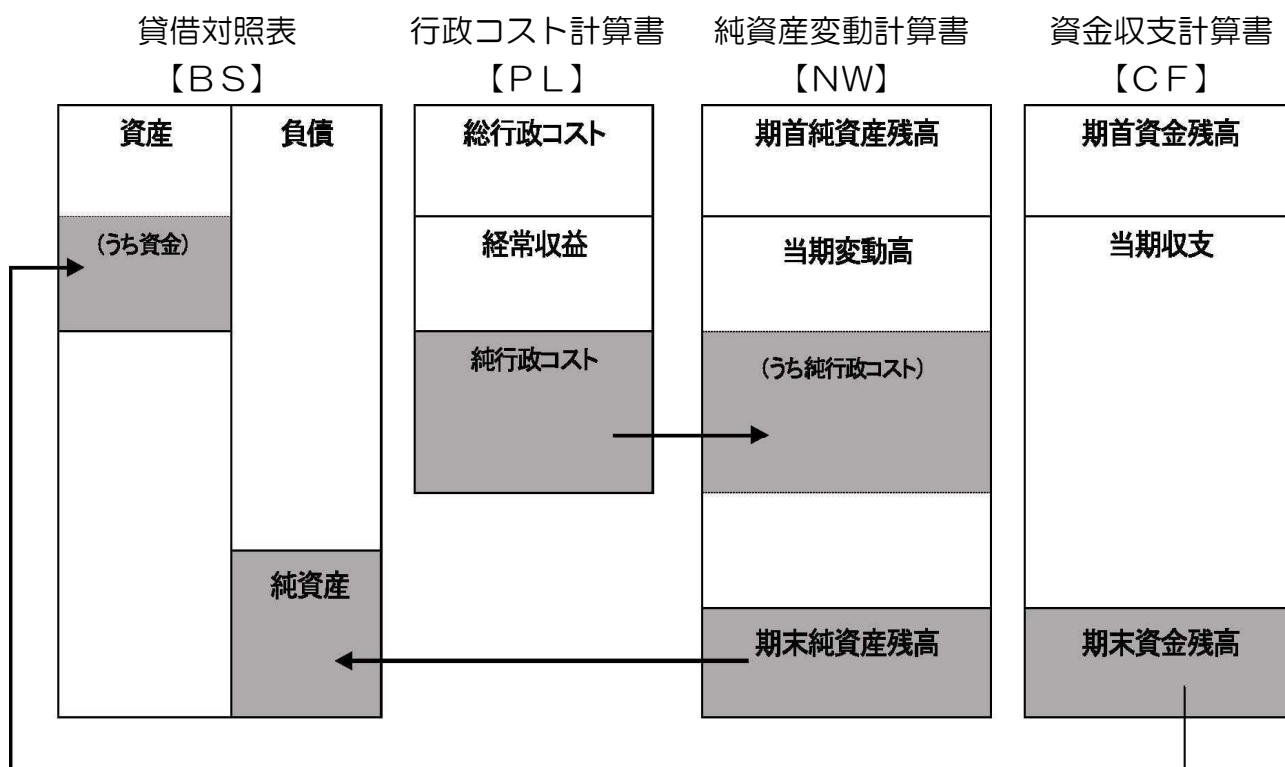 貸借対照表
【ＢＳ】
行政コスト計算書
【ＰＬ】
純資産変動計算書
【ＮＷ】
資金収支計算書
【ＣＦ】
資産
負債
(うち資金)
純資産
総行政コスト
経常収益
純行政コスト
期首純資産残高
当期変動高
(うち純行政コスト)
期末純資産残高
期首資金残高
当期収支
期末資金残高